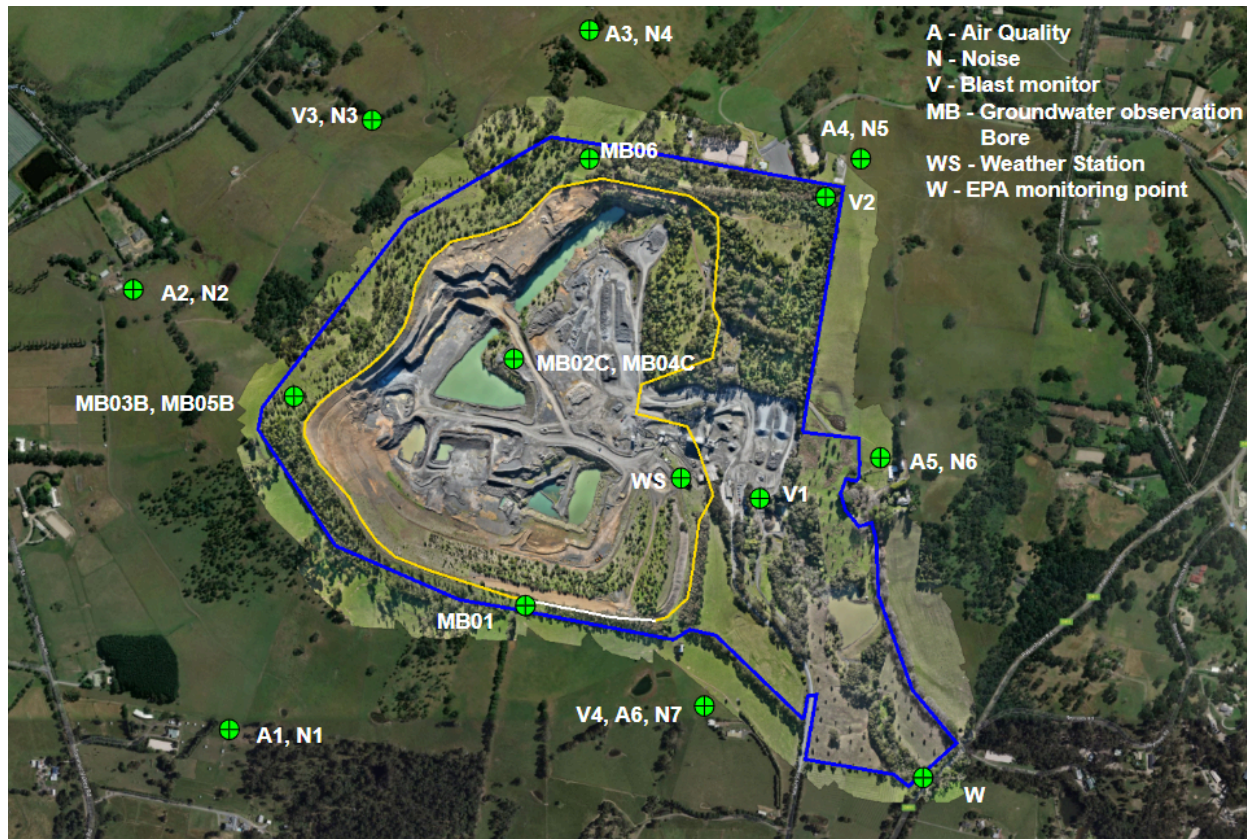 A3, N4
A - Air Quality
N - Noise
V - Blast monitor
MB - Groundwater observation
Bore
WS - Weather Station
W - EPA monitoring point
V3, N3
A4, N5
MB06
V2
A2, N2
MB02C, MB04C
MB03B, MB05B
A5, N6
WS
V1
MB01
V4, A6, N7
A1, N1
W